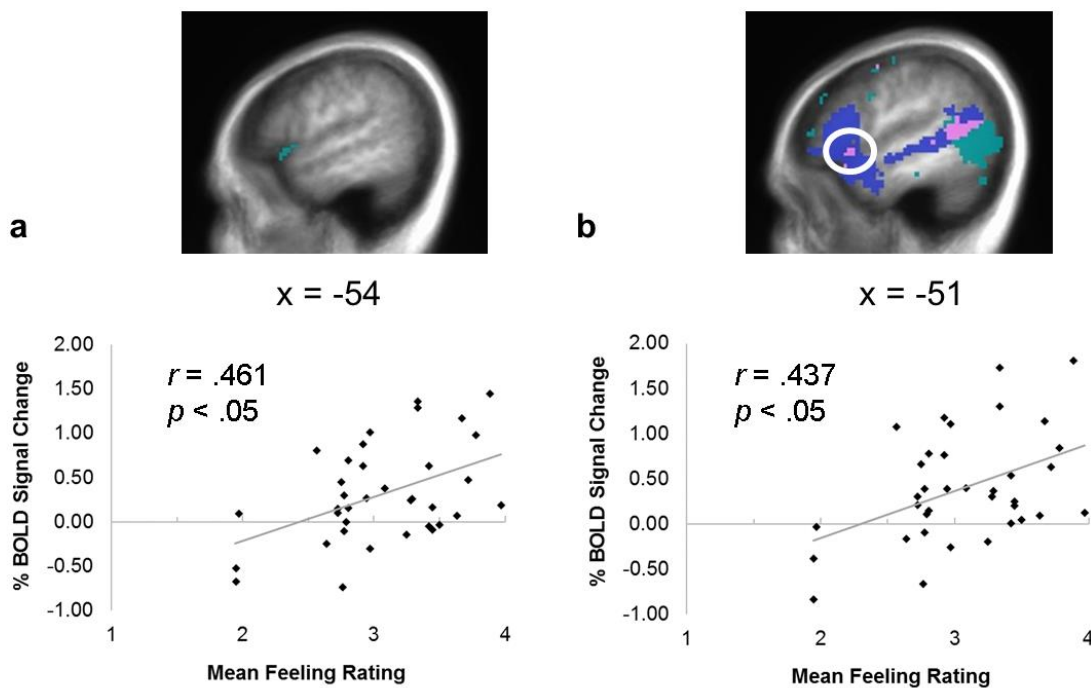 a
x = -54
% BOLD Signal Change
2.00
1.50
1.00
0.50
0.00
-0.50
-1.00
r = .461
p < .05
1 2 3 4
Mean Feeling Rating
b
x = -51
% BOLD Signal Change
2.00
1.50
1.00
0.50
0.00
-0.50
-1.00
r = .437
p < .05
1 2 3 4
Mean Feeling Rating